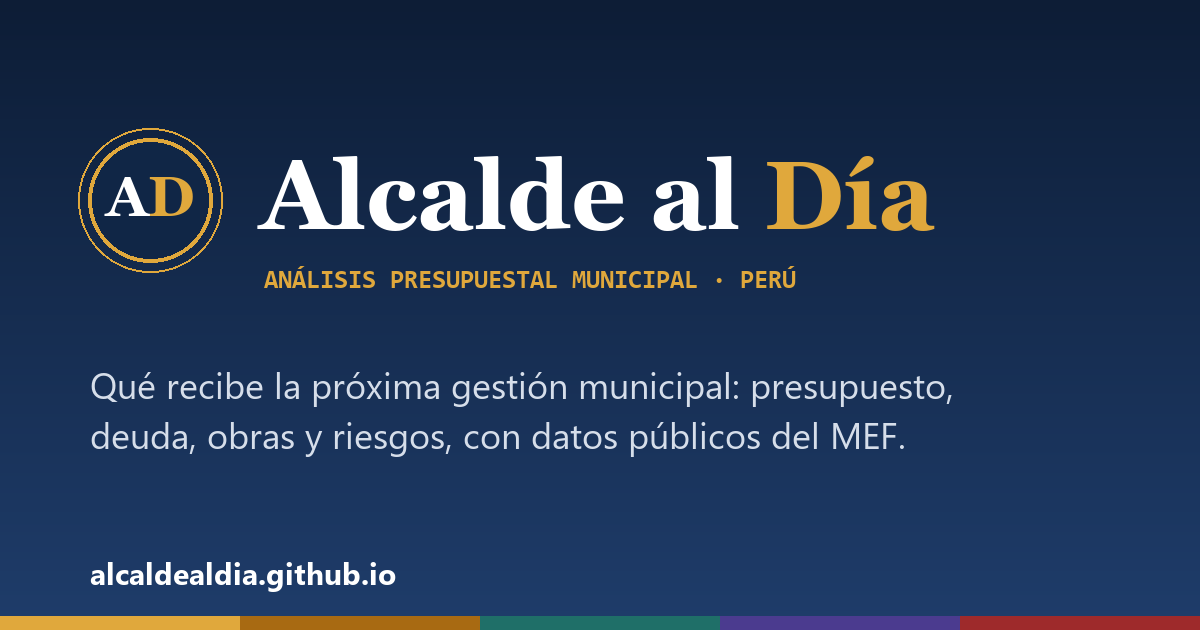 AD
Alcalde al Día
ANÁLISIS PRESUPUESTAL MUNICIPAL · PERÚ
Qué recibe la próxima gestión municipal: presupuesto,
deuda, obras y riesgos, con datos públicos del MEF.
alcaldealdia.github.io